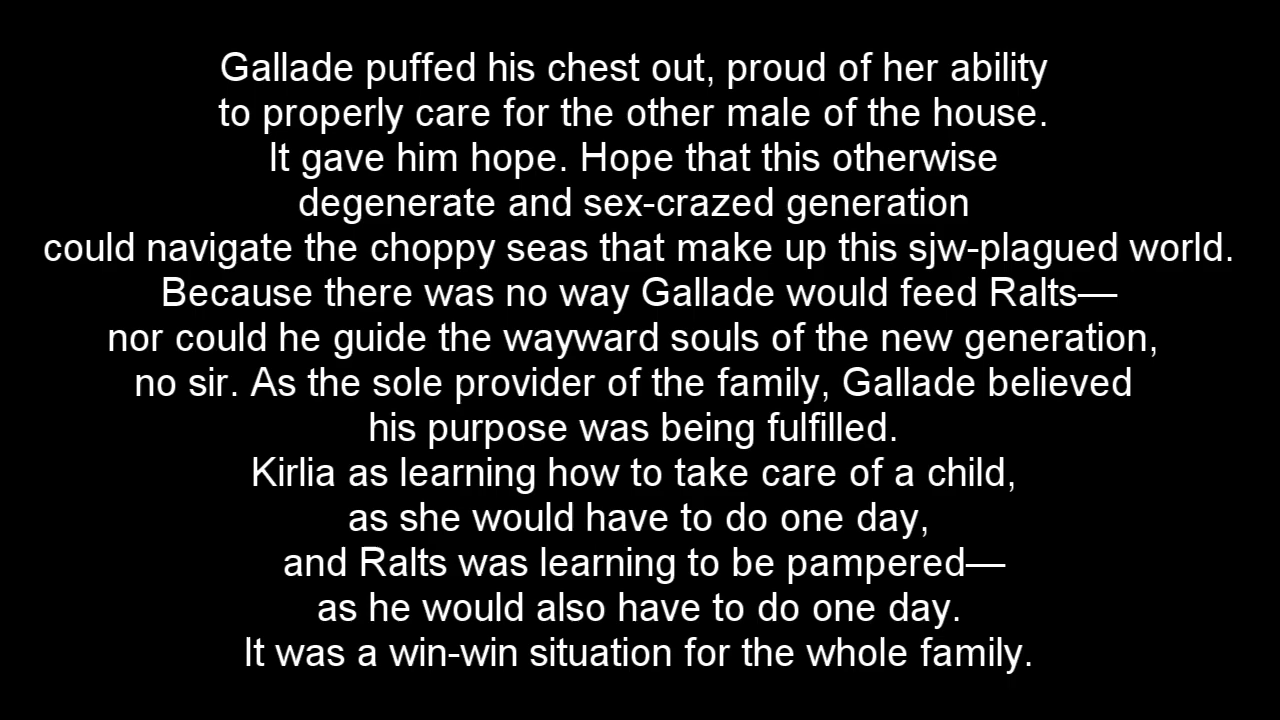 Gallade puffed his chest out, proud of her ability
to properly care for the other male of the house.
It gave him hope. Hope that this otherwise
degenerate and sex-crazed generation
could navigate the choppy seas that make up this sjw-plagued world.
Because there was no way Gallade would feed Ralts—
nor could he guide the wayward souls of the new generation,
no sir. As the sole provider of the family, Gallade believed
his purpose was being fulfilled.
Kirlia as learning how to take care of a child,
as she would have to do one day,
and Ralts was learning to be pampered—
as he would also have to do one day.
It was a win-win situation for the whole family.